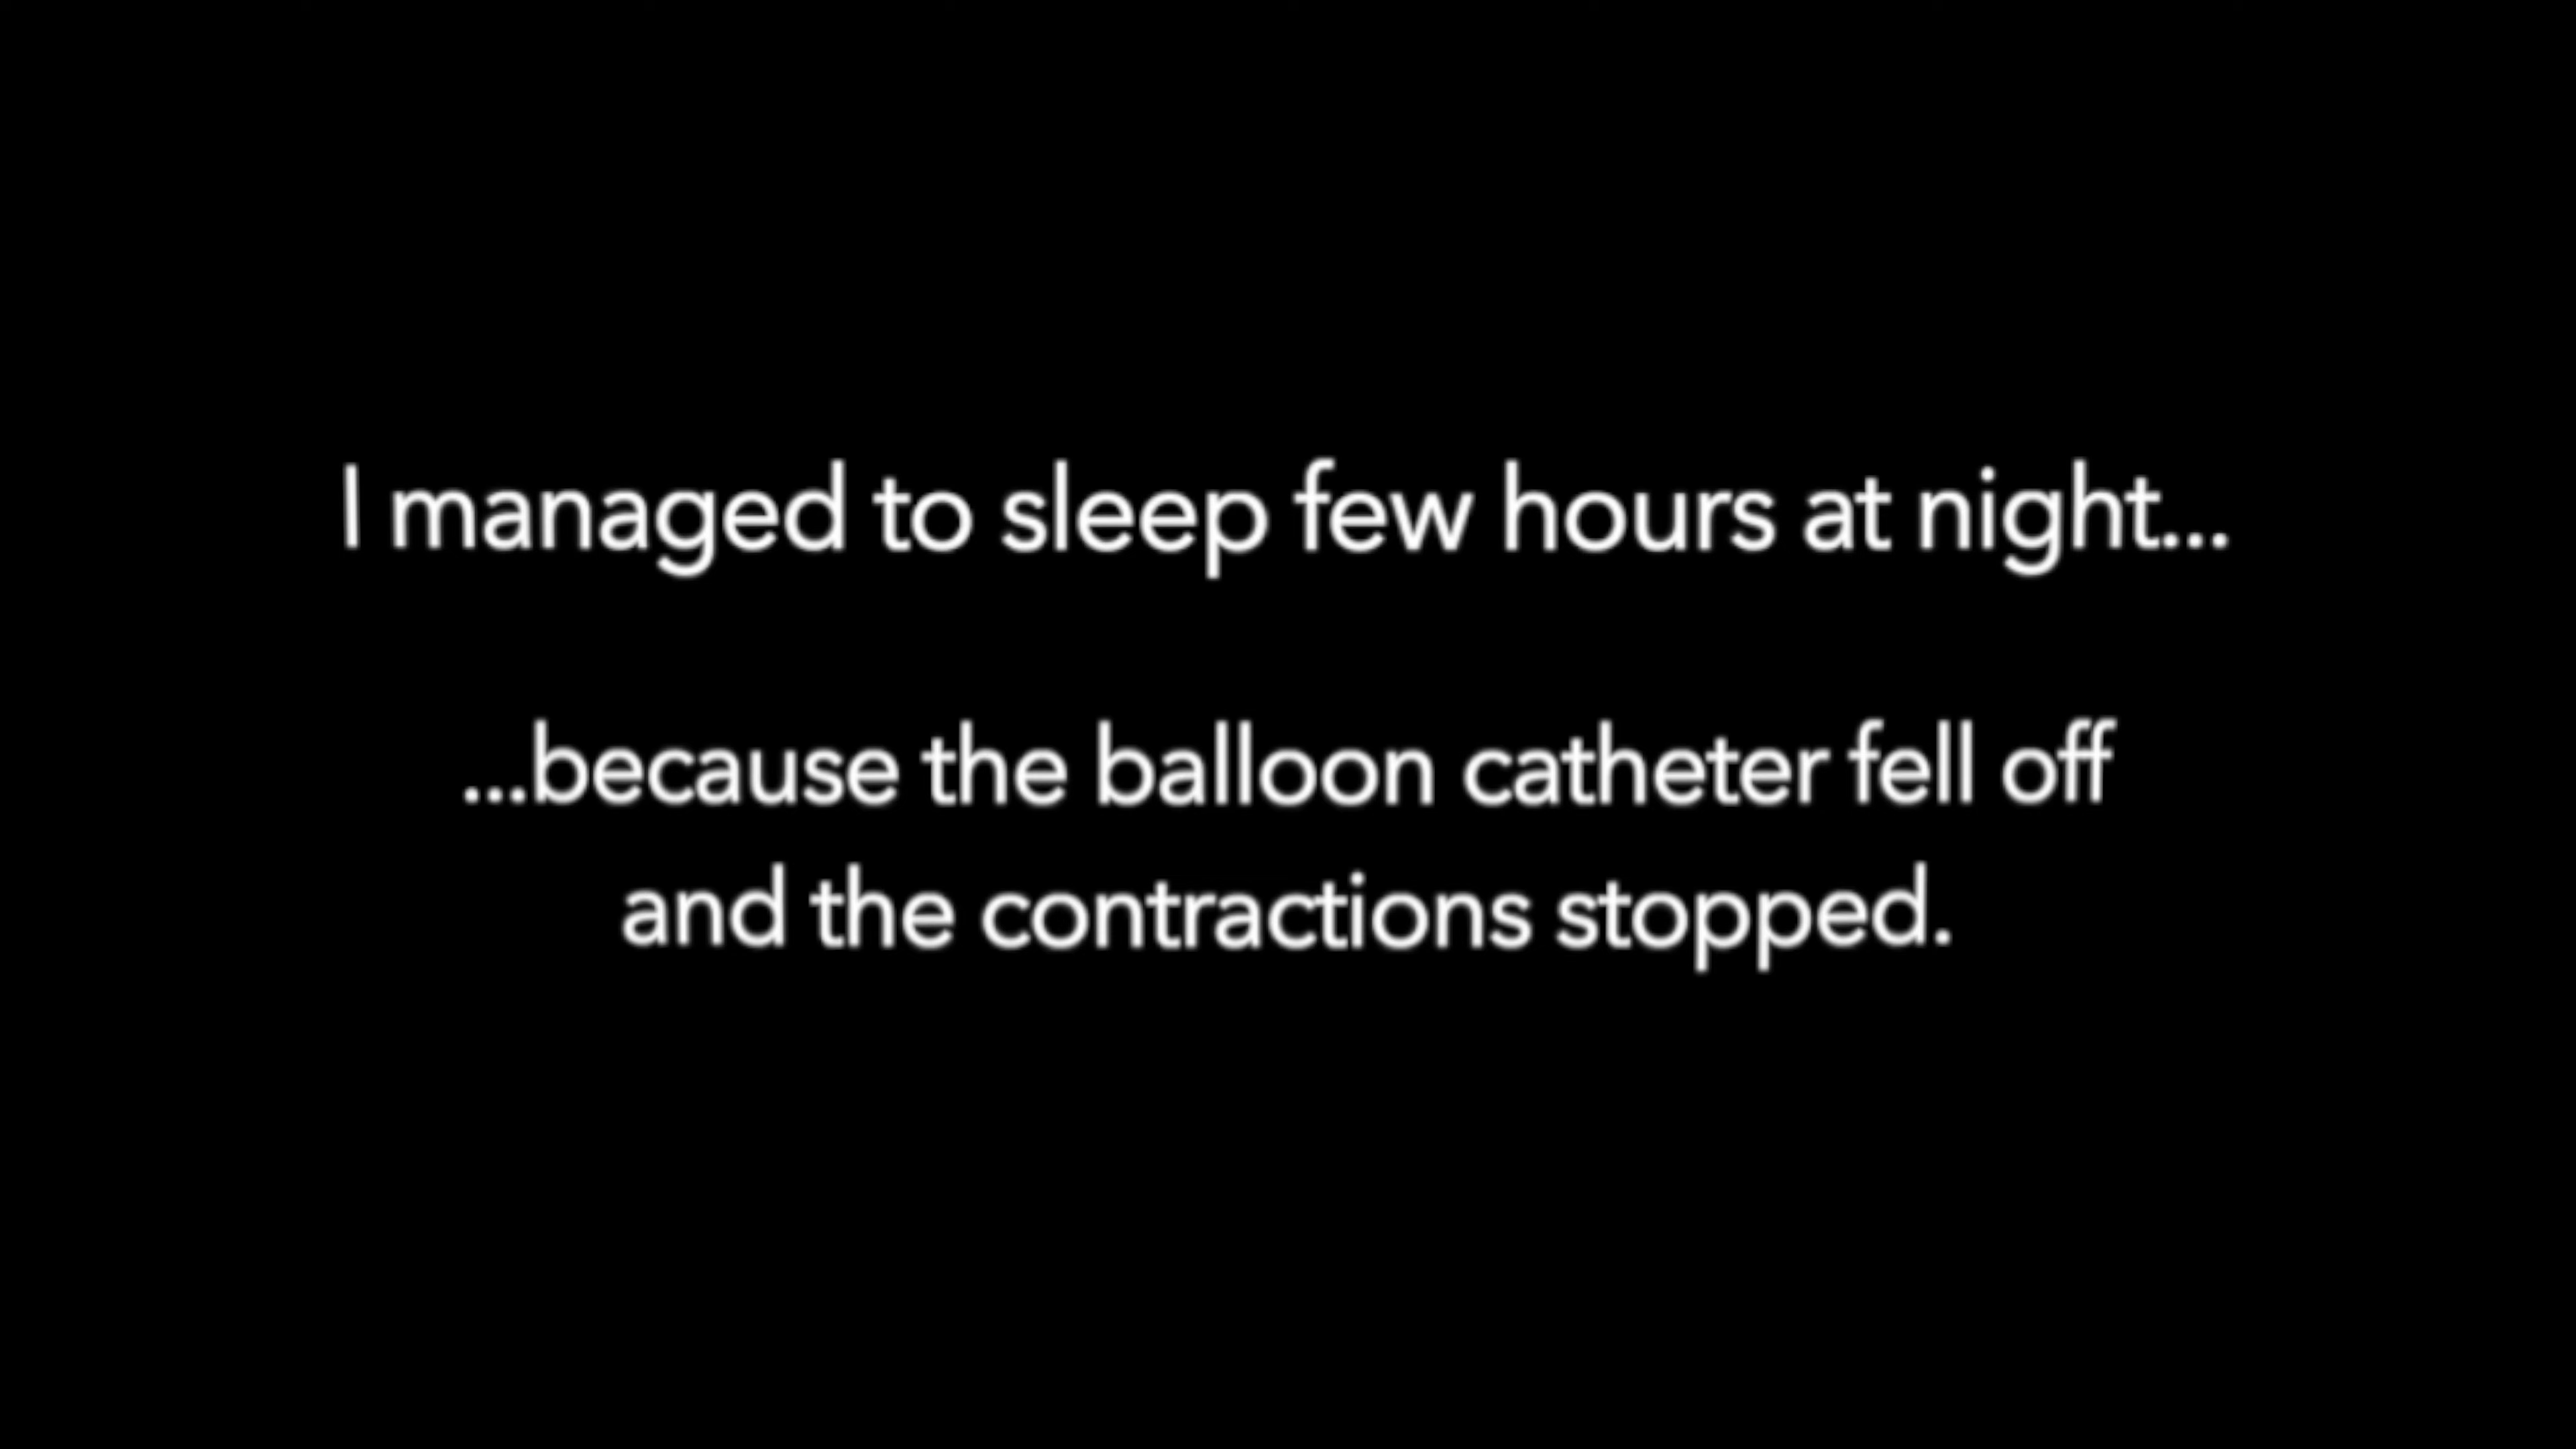 I managed to sleep few hours at night...
...because the balloon catheter fell off
and the contractions stopped.